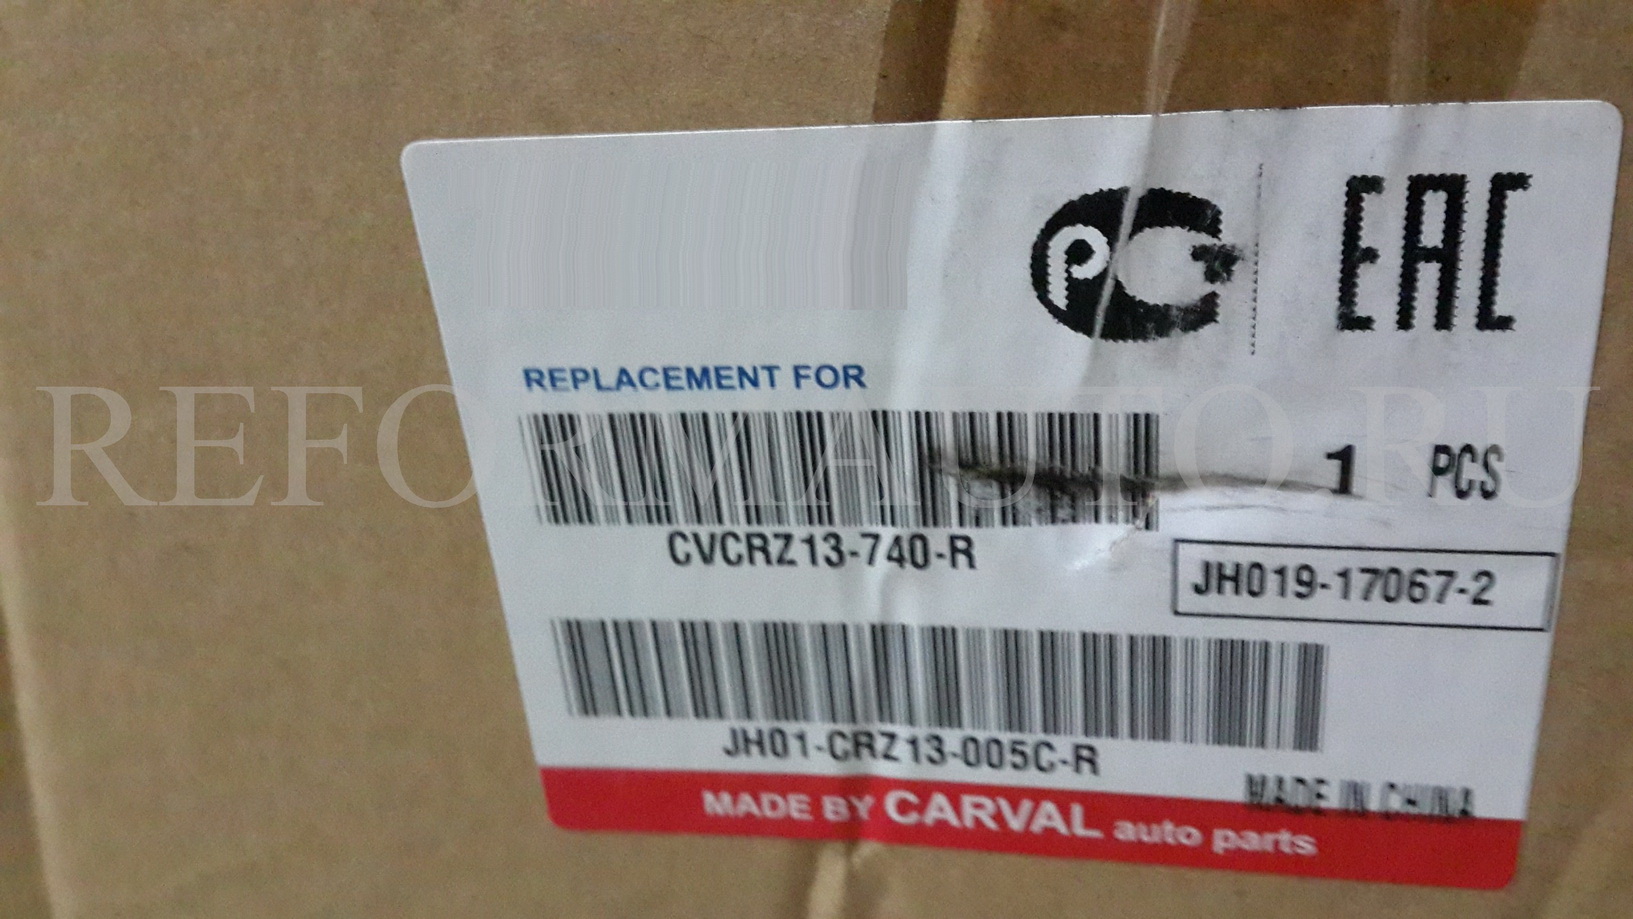 EAC
REPLACEMENT FOR
REFORMAUTO.RU
1 PCS
CVCRZ13-740-R
JH019-17067-2
JH01-CRZ13-005C-R
MADE IN CHINA
MADE BY CARVAL auto parts